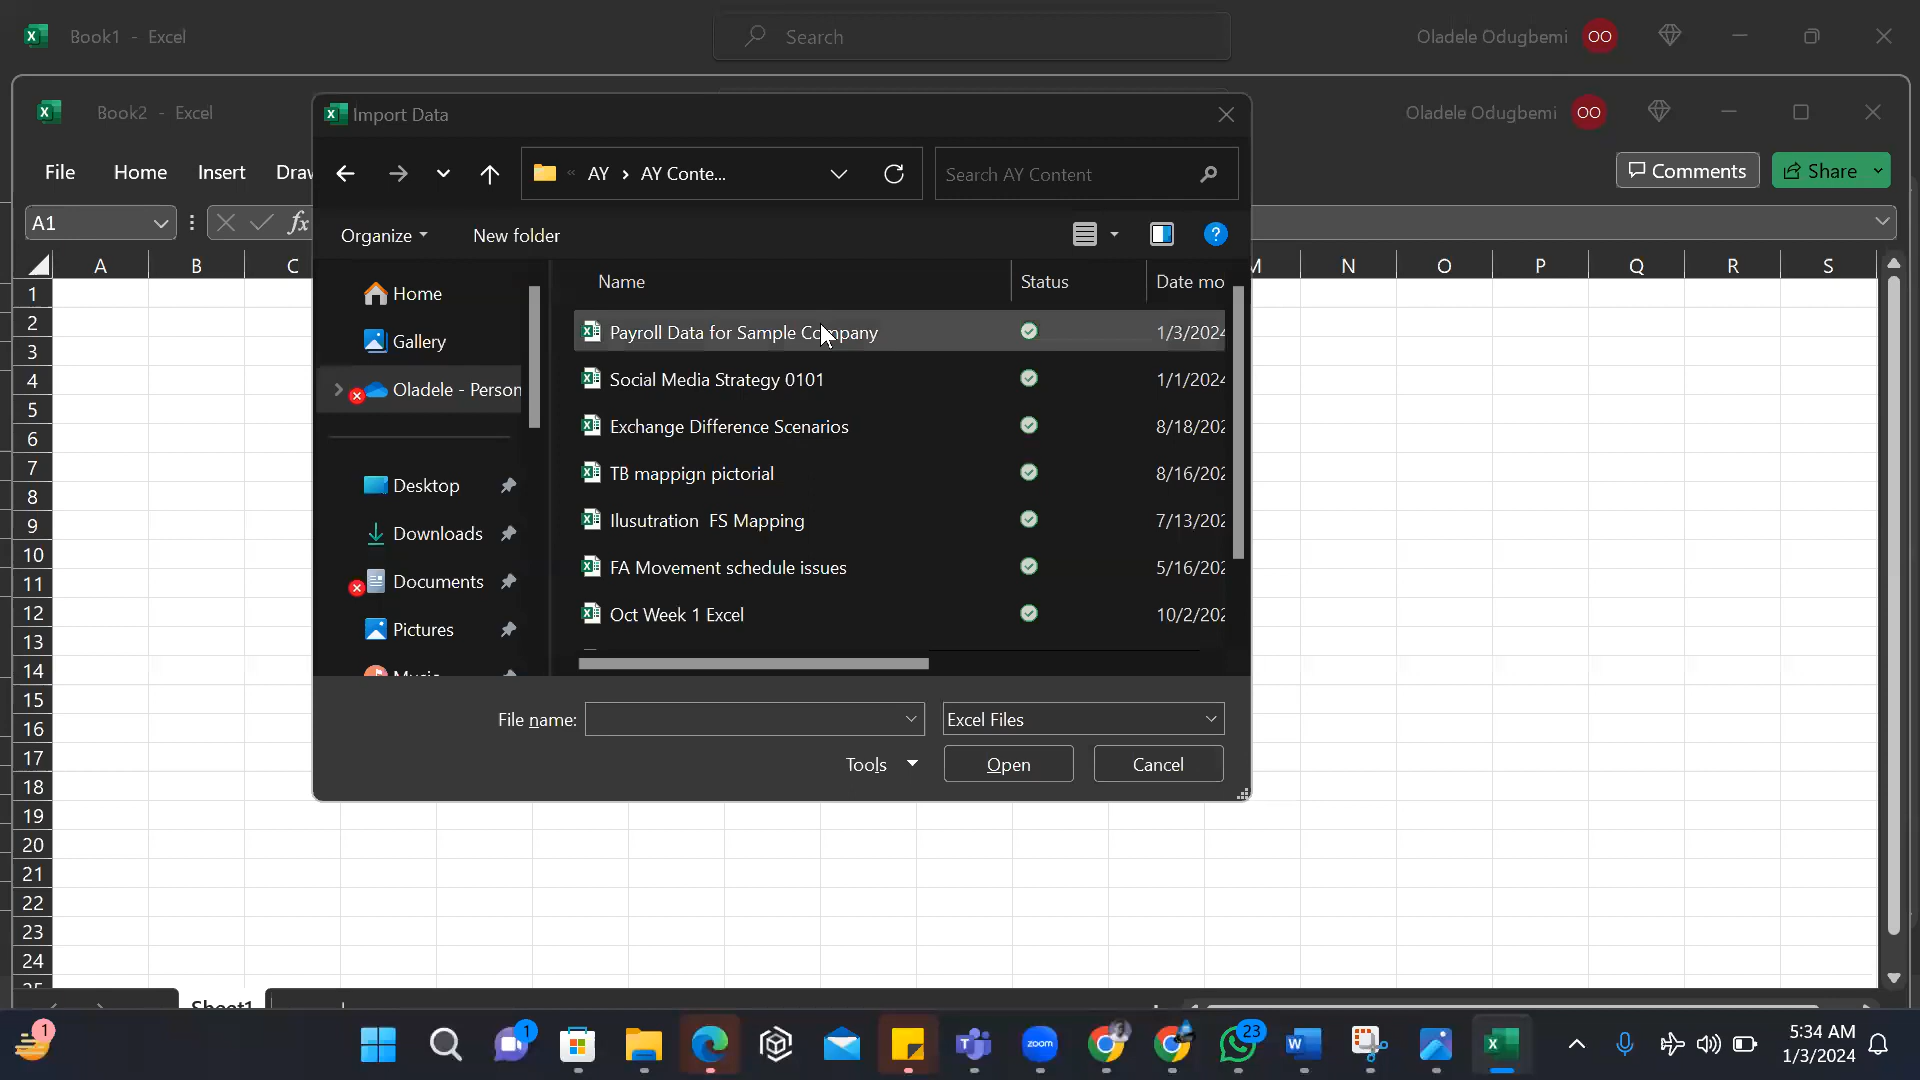 Book1 - Excel
Search
Oladele Odugbemi OO
Book2 - Excel
Oladele Odugbemi OO
Import Data
File Home Insert
Comments Share
AY > AY Conte...
Search AY Content
A1
fx
Organize New folder
A B C N O P Q R S
Name Status Date mo
Home
Gallery
Oladele - Person
Desktop
Downloads
Documents
Pictures
Payroll Data for Sample Company 1/3/2024
Social Media Strategy 0101 1/1/2024
Exchange Difference Scenarios 8/18/202
TB mappign pictorial 8/16/202
Ilusutration FS Mapping 7/13/202
FA Movement schedule issues 5/16/202
Oct Week 1 Excel 10/2/202
File name:
Excel Files
Tools Open Cancel
1
2
3
4
5
6
7
8
9
10
11
12
13
14
15
16
17
18
19
20
21
22
23
24
Sheet1
1
1
zoom
23
5:34 AM
1/3/2024